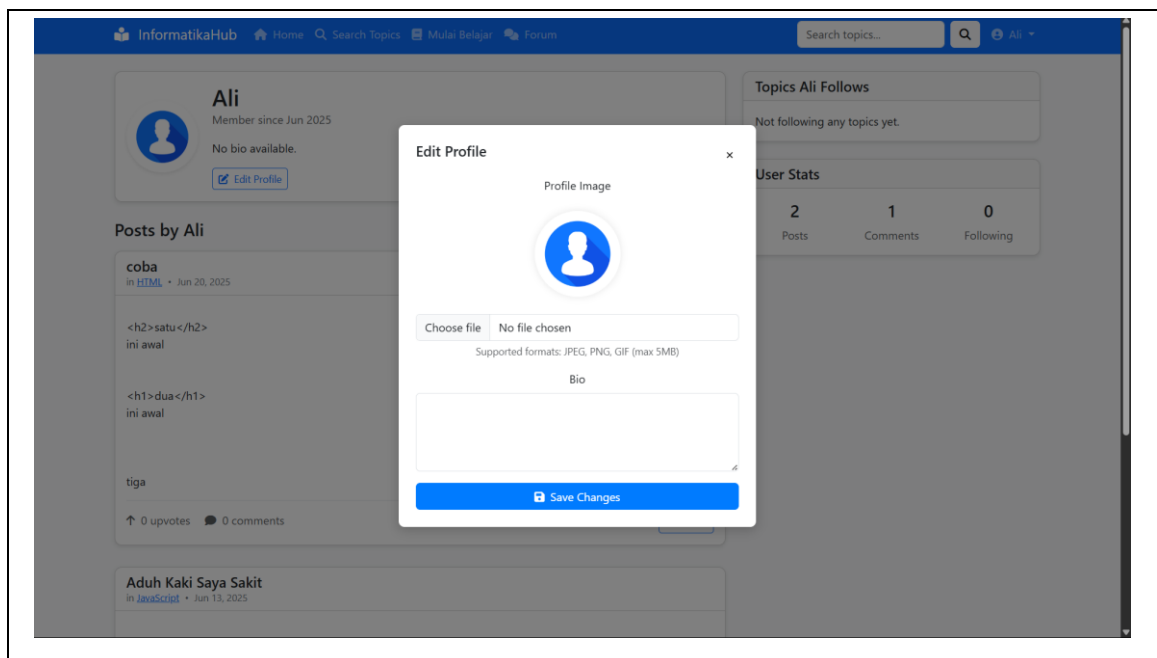 InformatikaHub Home Search Topics Mulai Belajar Forum Search topics... Ali
Ali
Member since Jun 2025
No bio available.
Edit Profile
Posts by Ali
coba
in HTML • Jun 20, 2025
<h2>satu</h2>
ini awal
<h1>dua</h1>
ini awal
tiga
0 upvotes 0 comments
Aduh Kaki Saya Sakit
in JavaScript • Jun 13, 2025
Edit Profile ×
Profile Image
Choose file No file chosen
Supported formats: JPEG, PNG, GIF (max 5MB)
Bio
Save Changes
Topics Ali Follows
Not following any topics yet.
User Stats
2 1 0
Posts Comments Following